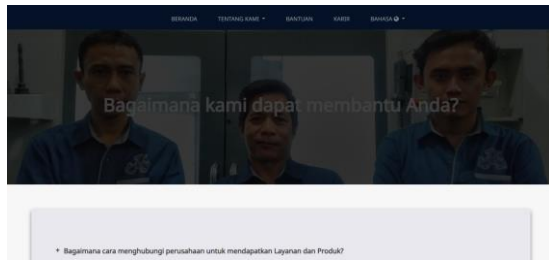 BERANDA TENTANG KAMI BANTUAN KARIR BAHASA
Bagaimana kami dapat membantu Anda?
+ Bagaimana cara menghubungi perusahaan untuk mendapatkan Layanan dan Produk?